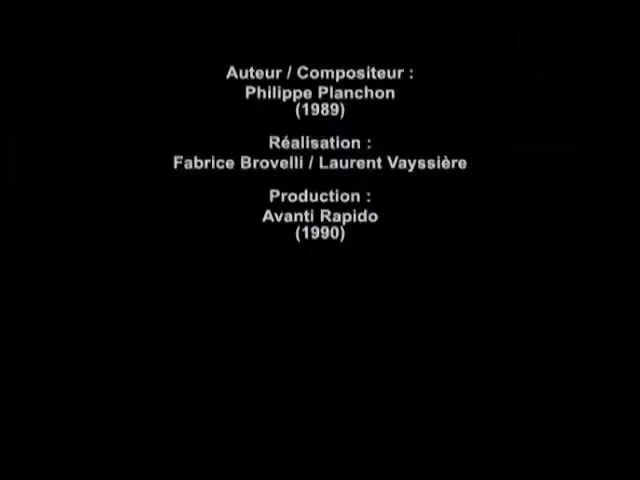 Auteur / Compositeur :
Philippe Planchon
(1989)
Réalisation :
Fabrice Brovelli / Laurent Vayssière
Production :
Avanti Rapido
(1990)